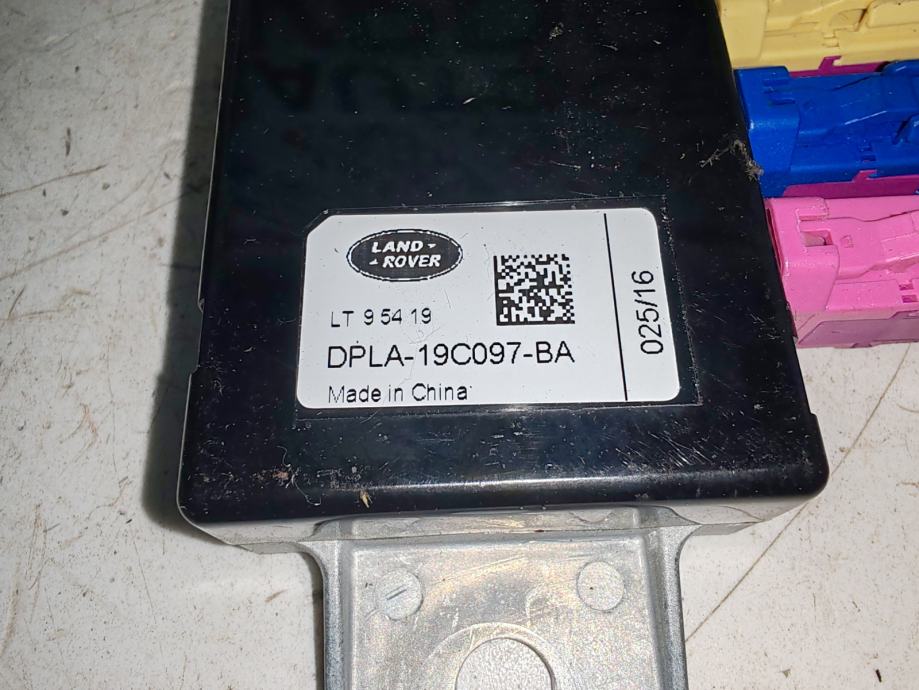 LAND
ROVER
LT 9 54 19
DPLA-19C097-BA
Made in China
025/16